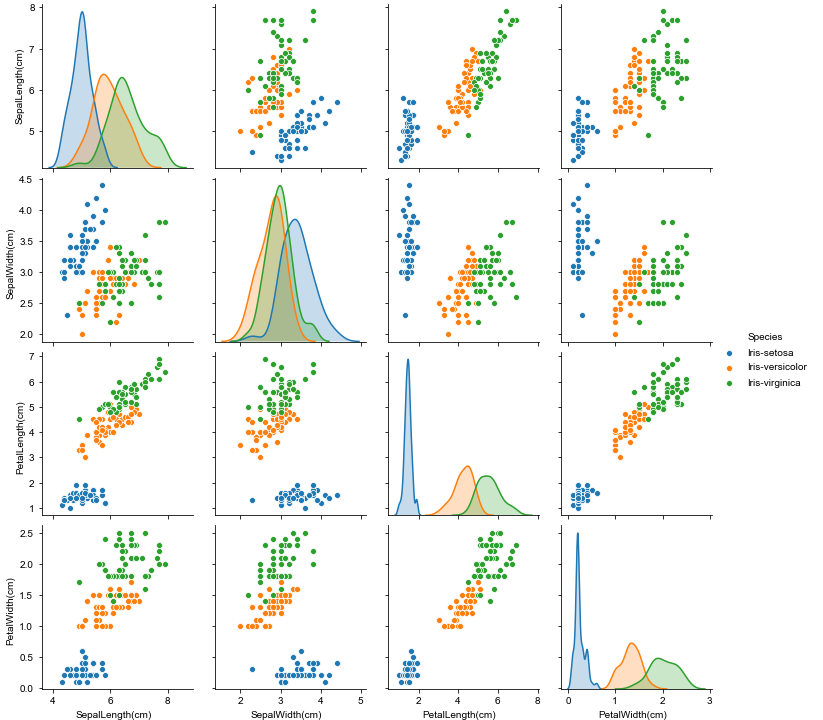 8
7
6
5
SepalLength(cm)
4.5
4.0
3.5
3.0
2.5
2.0
SepalWidth(cm)
Species
Iris-setosa
Iris-versicolor
Iris-virginica
7
6
5
4
3
2
1
PetalLength(cm)
2.5
2.0
1.5
1.0
0.5
0.0
PetalWidth(cm)
4 6 8 2 3 4 5 2 4 6 8 0 1 2 3
SepalLength(cm) SepalWidth(cm) PetalLength(cm) PetalWidth(cm)